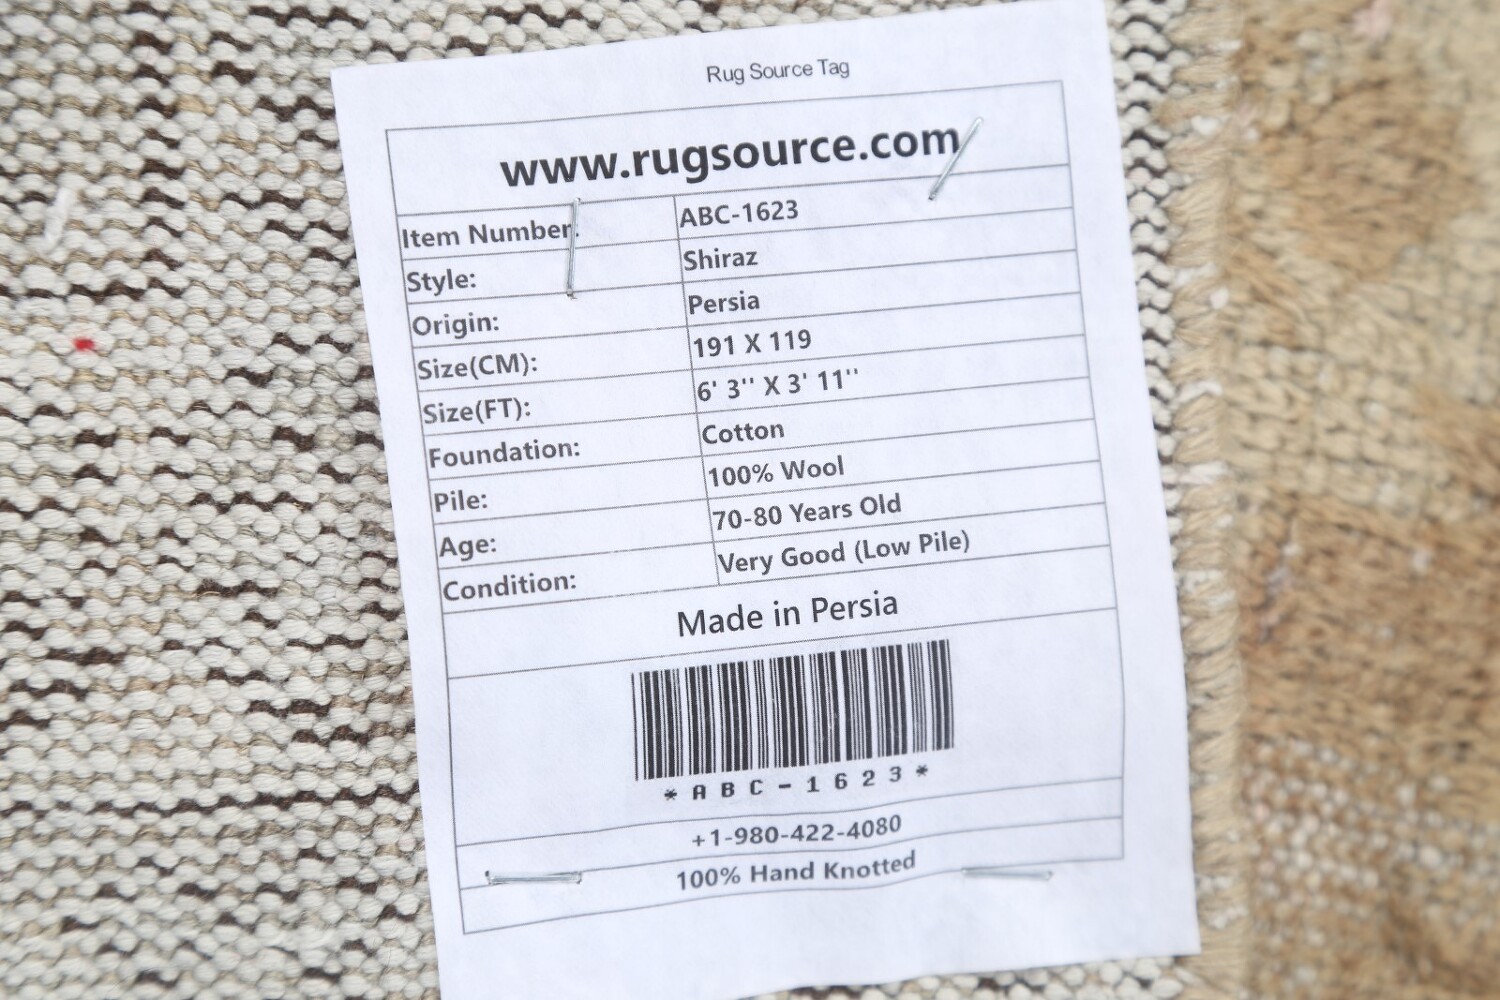 Rug Source Tag
www.rugsource.com
Item Number: ABC-1623
Style: Shiraz
Origin: Persia
Size(CM): 191 X 119
Size(FT): 6' 3'' X 3' 11''
Foundation: Cotton
Pile: 100% Wool
Age: 70-80 Years Old
Condition: Very Good (Low Pile)
Made in Persia
*ABC-1623*
+1-980-422-4080
100% Hand Knotted